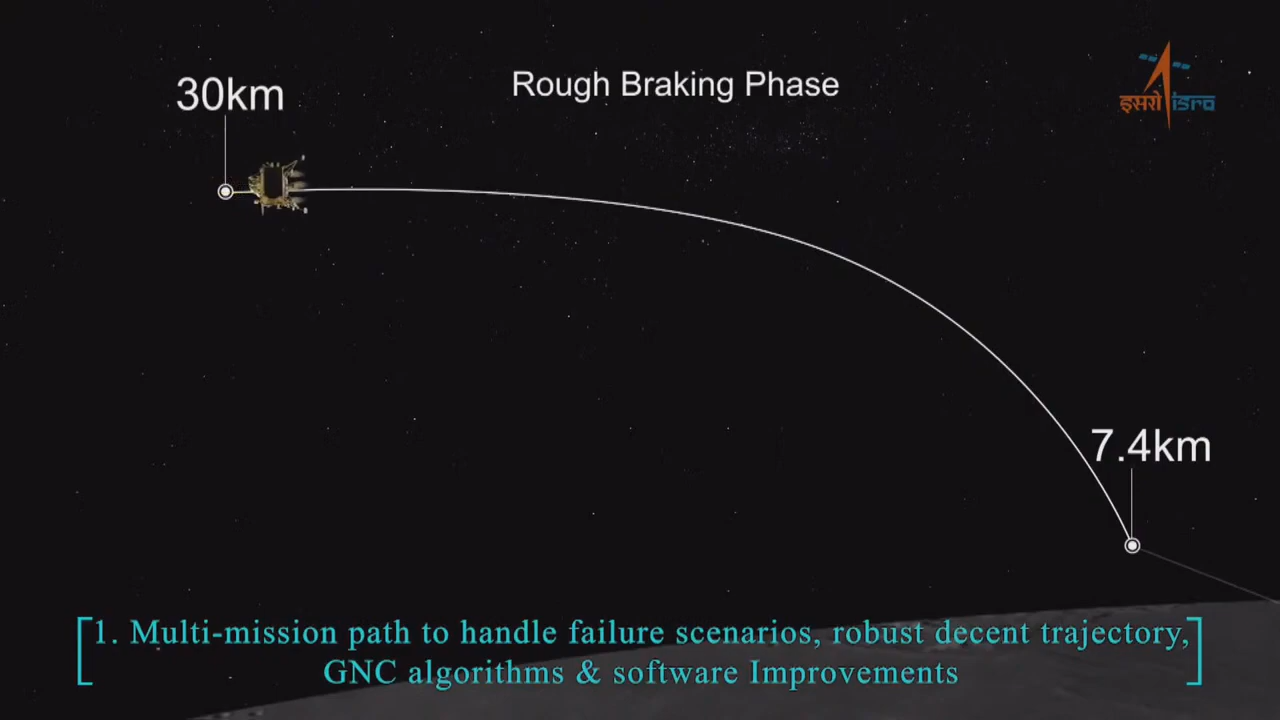 30km
Rough Braking Phase
इसरो isro
7.4km
1. Multi-mission path to handle failure scenarios, robust decent trajectory,
GNC algorithms & software Improvements